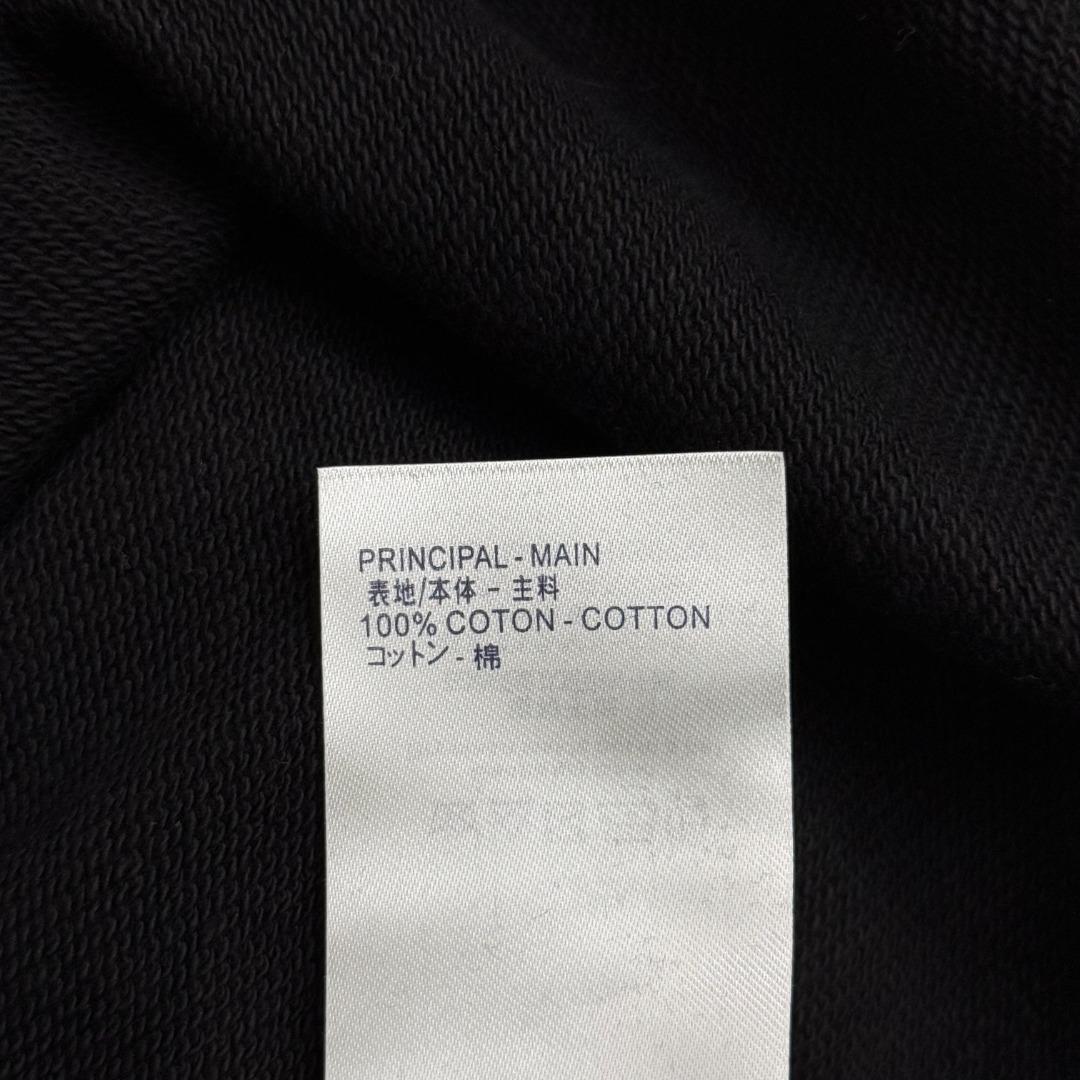 PRINCIPAL - MAIN
表地/本体 - 主料
100% COTON - COTTON
コットン - 棉